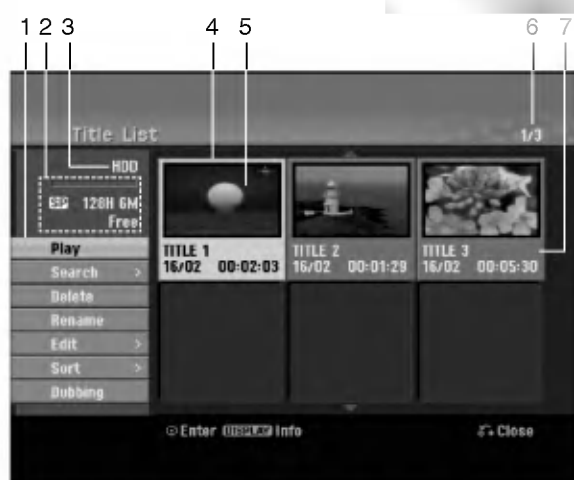 1 2 3 4 5 6 7
Title List
1/3
HDD
128H 6M
Free
Play
Search >
Delete
Rename
Edit >
Sort >
Dubbing
TITLE 1
16/02 00:02:03
TITLE 2
16/02 00:01:29
TITLE 3
16/02 00:05:30
Enter DISPLAY Info
Close